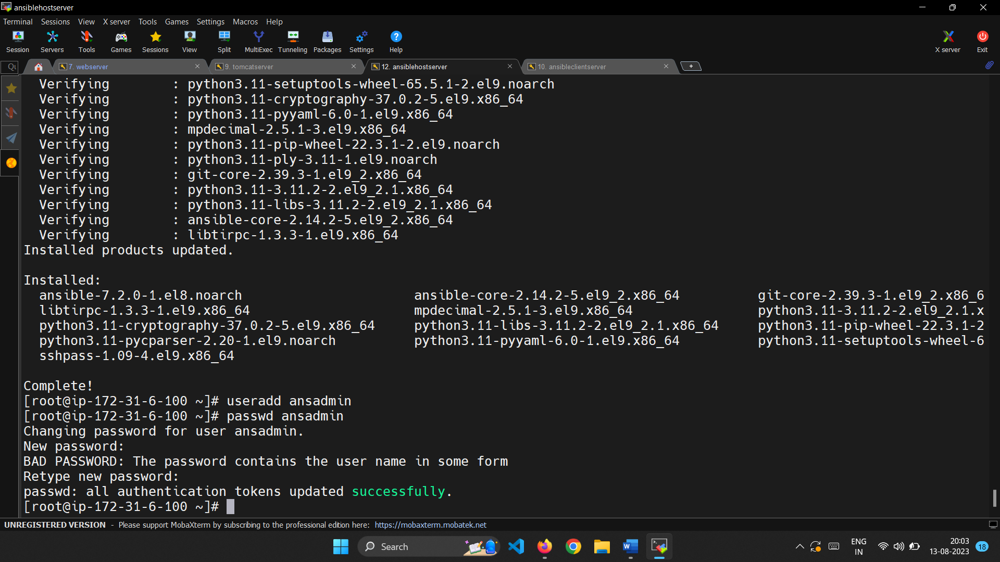 ansiblehostserver
Terminal Sessions View X server Tools Games Settings Macros Help
Session Servers Tools Games Sessions View Split MultiExec Tunneling Packages Settings Help X server Exit
Qu 7. webserver 9. tomcatserver 12. ansiblehostserver 10. ansibleclientserver
Verifying : python3.11-setuptools-wheel-65.5.1-2.el9.noarch
Verifying : python3.11-cryptography-37.0.2-5.el9.x86_64
Verifying : python3.11-pyyaml-6.0-1.el9.x86_64
Verifying : mpdecimal-2.5.1-3.el9.x86_64
Verifying : python3.11-pip-wheel-22.3.1-2.el9.noarch
Verifying : python3.11-ply-3.11-1.el9.noarch
Verifying : git-core-2.39.3-1.el9_2.x86_64
Verifying : python3.11-3.11.2-2.el9_2.1.x86_64
Verifying : python3.11-libs-3.11.2-2.el9_2.1.x86_64
Verifying : ansible-core-2.14.2-5.el9_2.x86_64
Verifying : libtirpc-1.3.3-1.el9.x86_64
Installed products updated.
Installed:
ansible-7.2.0-1.el8.noarch ansible-core-2.14.2-5.el9_2.x86_64 git-core-2.39.3-1.el9_2.x86_6
libtirpc-1.3.3-1.el9.x86_64 mpdecimal-2.5.1-3.el9.x86_64 python3.11-3.11.2-2.el9_2.1.x
python3.11-cryptography-37.0.2-5.el9.x86_64 python3.11-libs-3.11.2-2.el9_2.1.x86_64 python3.11-pip-wheel-22.3.1-2
python3.11-pycparser-2.20-1.el9.noarch python3.11-pyyaml-6.0-1.el9.x86_64 python3.11-setuptools-wheel-6
sshpass-1.09-4.el9.x86_64
Complete!
[root@ip-172-31-6-100 ~]# useradd ansadmin
[root@ip-172-31-6-100 ~]# passwd ansadmin
Changing password for user ansadmin.
New password:
BAD PASSWORD: The password contains the user name in some form
Retype new password:
passwd: all authentication tokens updated successfully.
[root@ip-172-31-6-100 ~]#
UNREGISTERED VERSION - Please support MobaXterm by subscribing to the professional edition here: https://mobaxterm.mobatek.net
Search
ENG
IN
20:03
13-08-2023
18